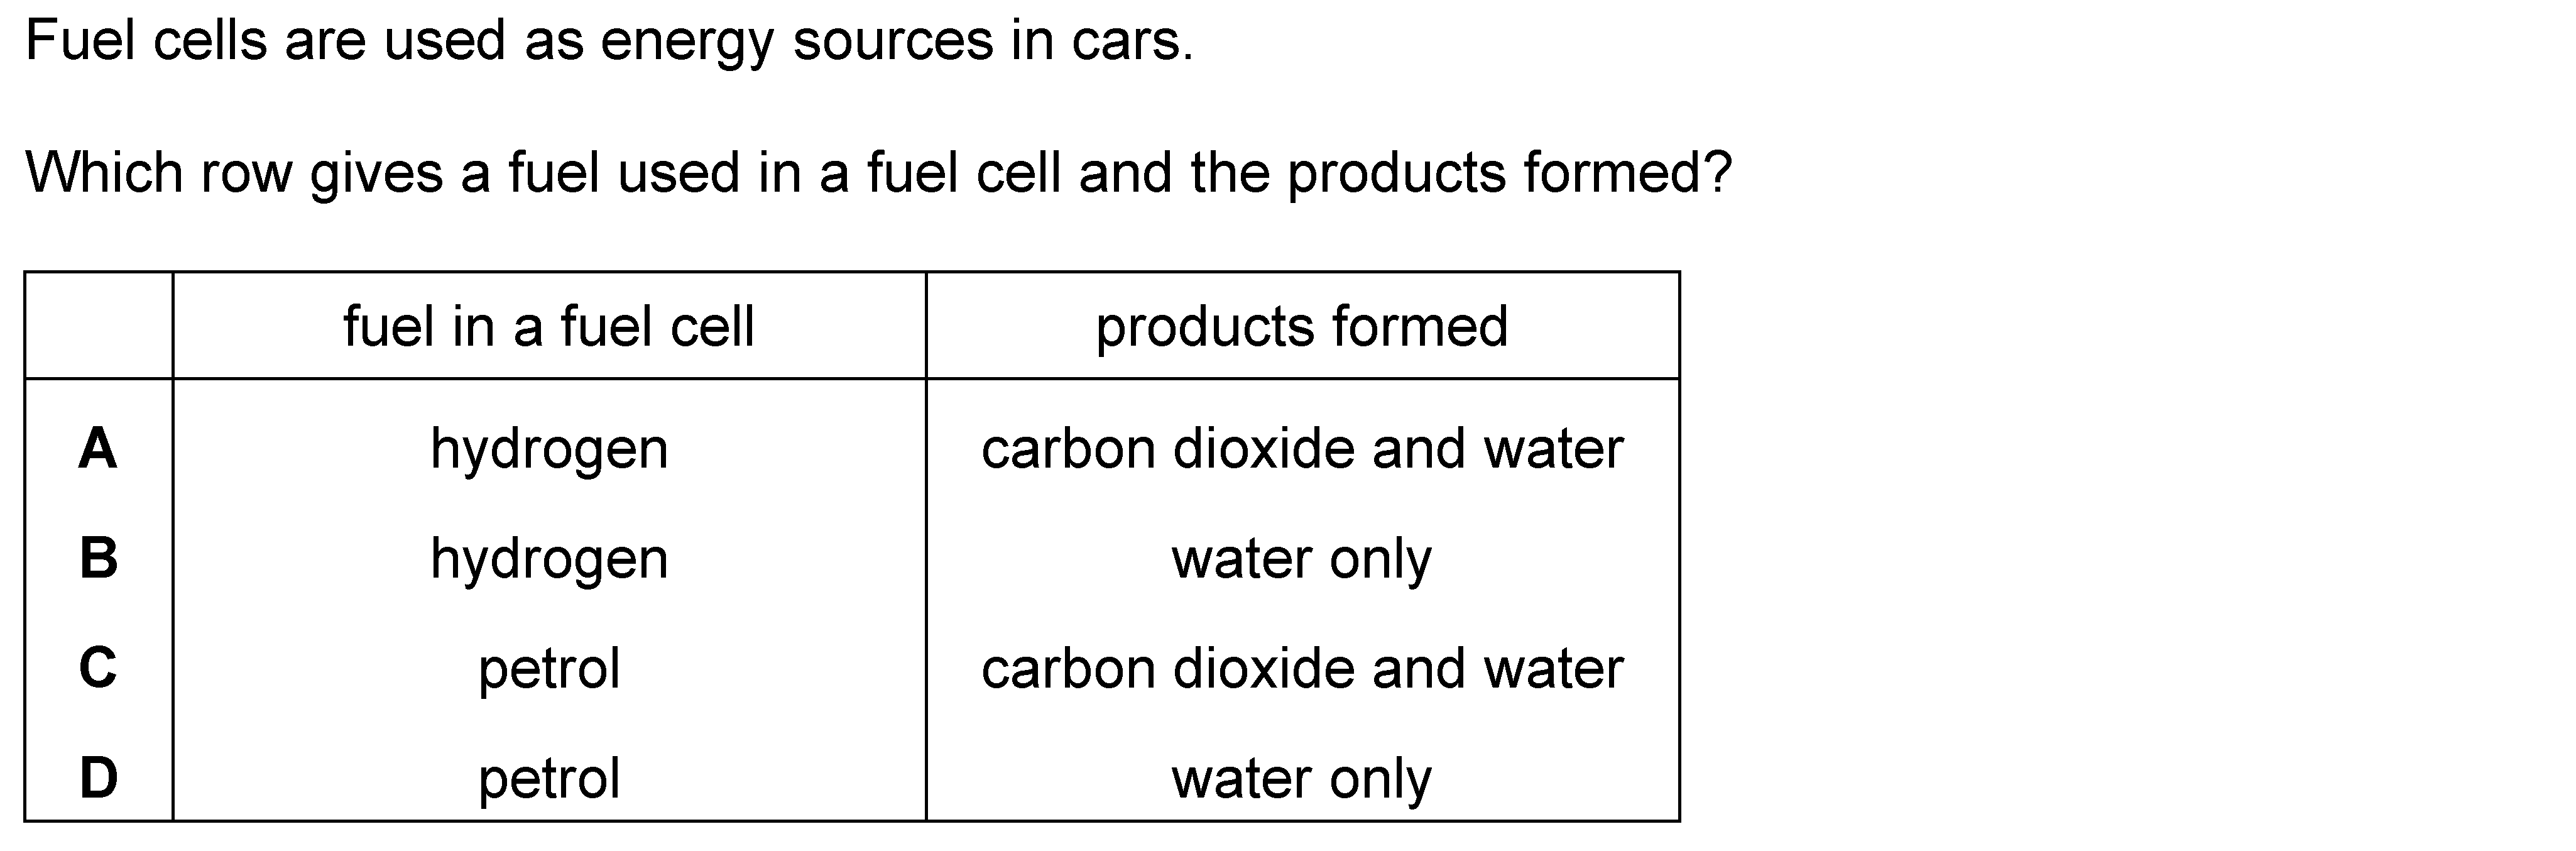 Fuel cells are used as energy sources in cars.
Which row gives a fuel used in a fuel cell and the products formed?
fuel in a fuel cell products formed
A hydrogen carbon dioxide and water
B hydrogen water only
C petrol carbon dioxide and water
D petrol water only